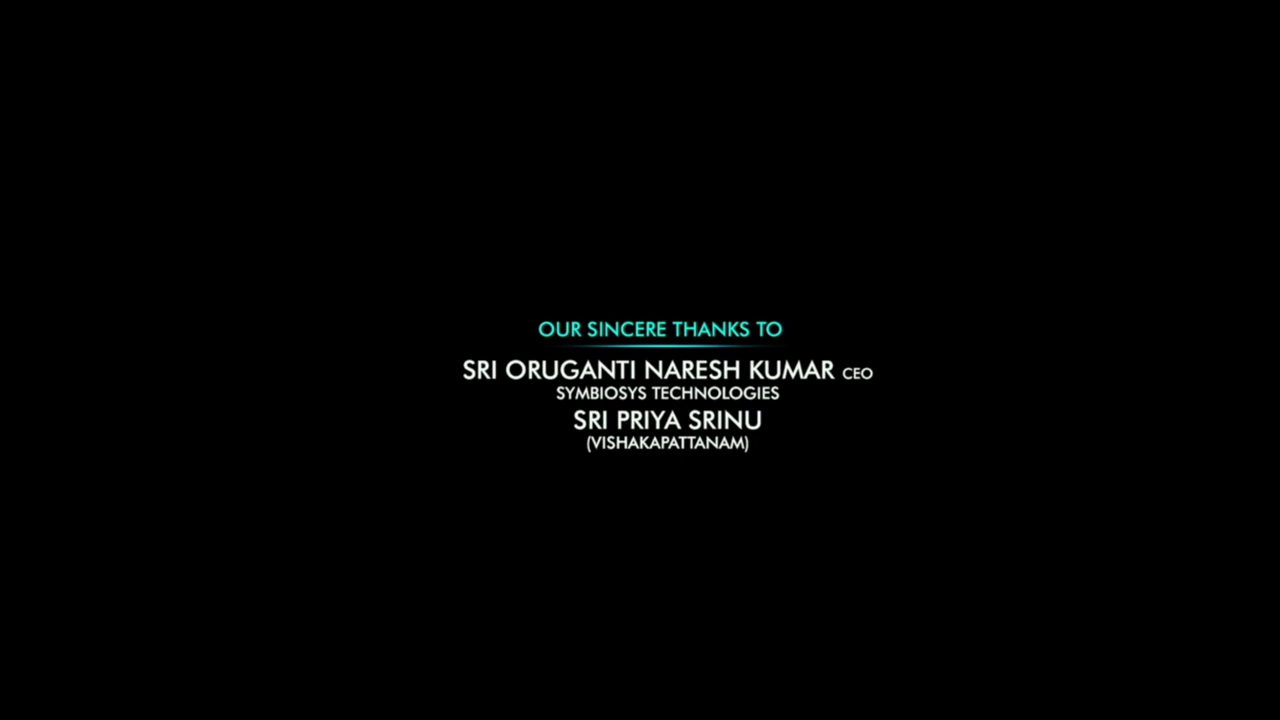 OUR SINCERE THANKS TO
SRI ORUGANTI NARESH KUMAR CEO
SYMBIOSYS TECHNOLOGIES
SRI PRIYA SRINU
(VISHAKAPATTANAM)